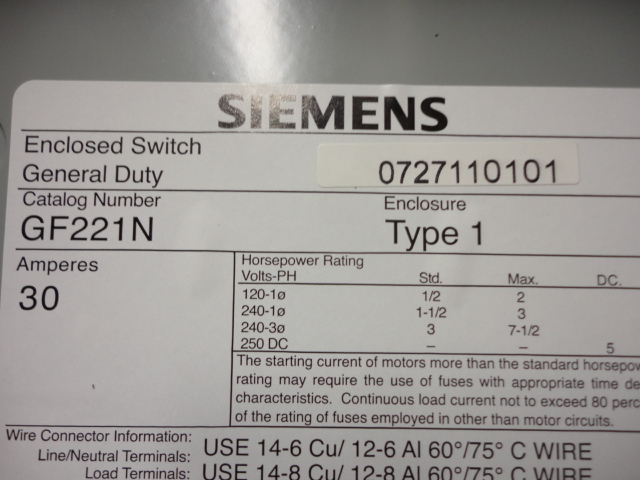 SIEMENS
Enclosed Switch
General Duty
0727110101
Catalog Number
GF221N
Enclosure
Type 1
Amperes
30
Horsepower Rating
Volts-PH Std. Max. DC.
120-1ø 1/2 2
240-1ø 1-1/2 3
240-3ø 3 7-1/2
250 DC – – 5
The starting current of motors more than the standard horsepow
rating may require the use of fuses with appropriate time de
characteristics. Continuous load current not to exceed 80 perc
of the rating of fuses employed in other than motor circuits.
Wire Connector Information:
Line/Neutral Terminals: USE 14-6 Cu/ 12-6 Al 60°/75° C WIRE
Load Terminals: USE 14-8 Cu/ 12-8 Al 60°/75° C WIRE